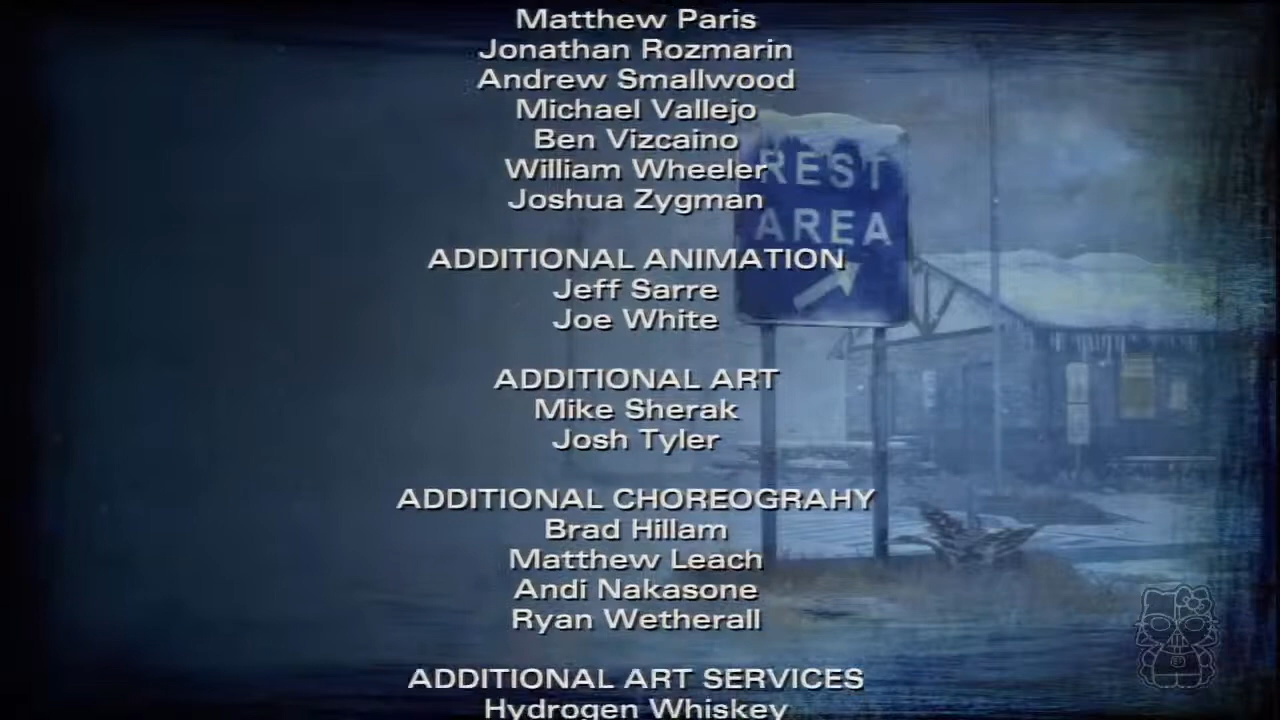 Matthew Paris
Jonathan Rozmarin
Andrew Smallwood
Michael Vallejo
Ben Vizcaino
William Wheeler
Joshua Zygman
REST
AREA
ADDITIONAL ANIMATION
Jeff Sarre
Joe White
ADDITIONAL ART
Mike Sherak
Josh Tyler
ADDITIONAL CHOREOGRAHY
Brad Hillam
Matthew Leach
Andi Nakasone
Ryan Wetherall
ADDITIONAL ART SERVICES
Hydrogen Whiskey